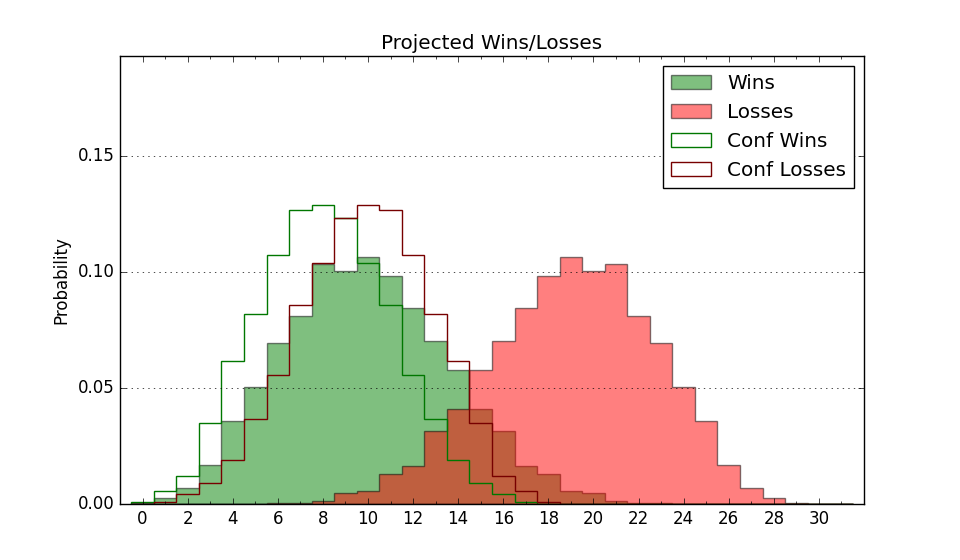 Projected Wins/Losses
Wins
Losses
Conf Wins
Conf Losses
Probability
0.15
0.10
0.05
0.00
0 2 4 6 8 10 12 14 16 18 20 22 24 26 28 30